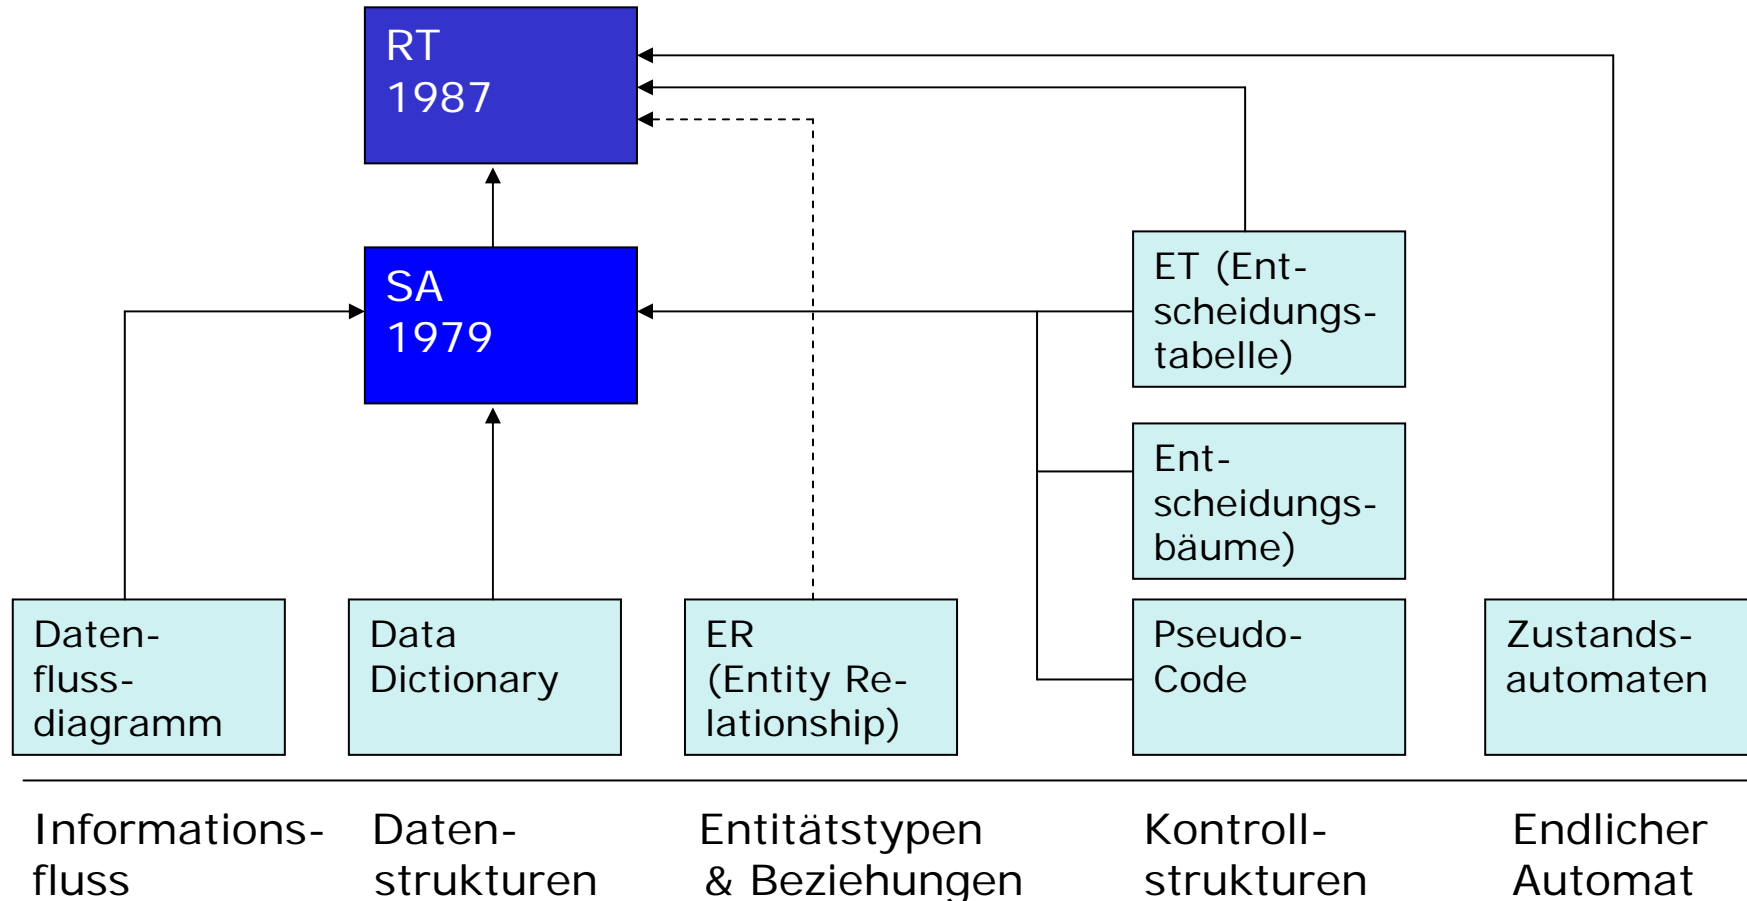 RT
1987
SA
1979
ET (Ent-
scheidungs-
tabelle)
Ent-
scheidungs-
bäume)
Daten-
fluss-
diagramm
Data
Dictionary
ER
(Entity Re-
lationship)
Pseudo-
Code
Zustands-
automaten
Informations-
fluss
Daten-
strukturen
Entitätstypen
& Beziehungen
Kontroll-
strukturen
Endlicher
Automat